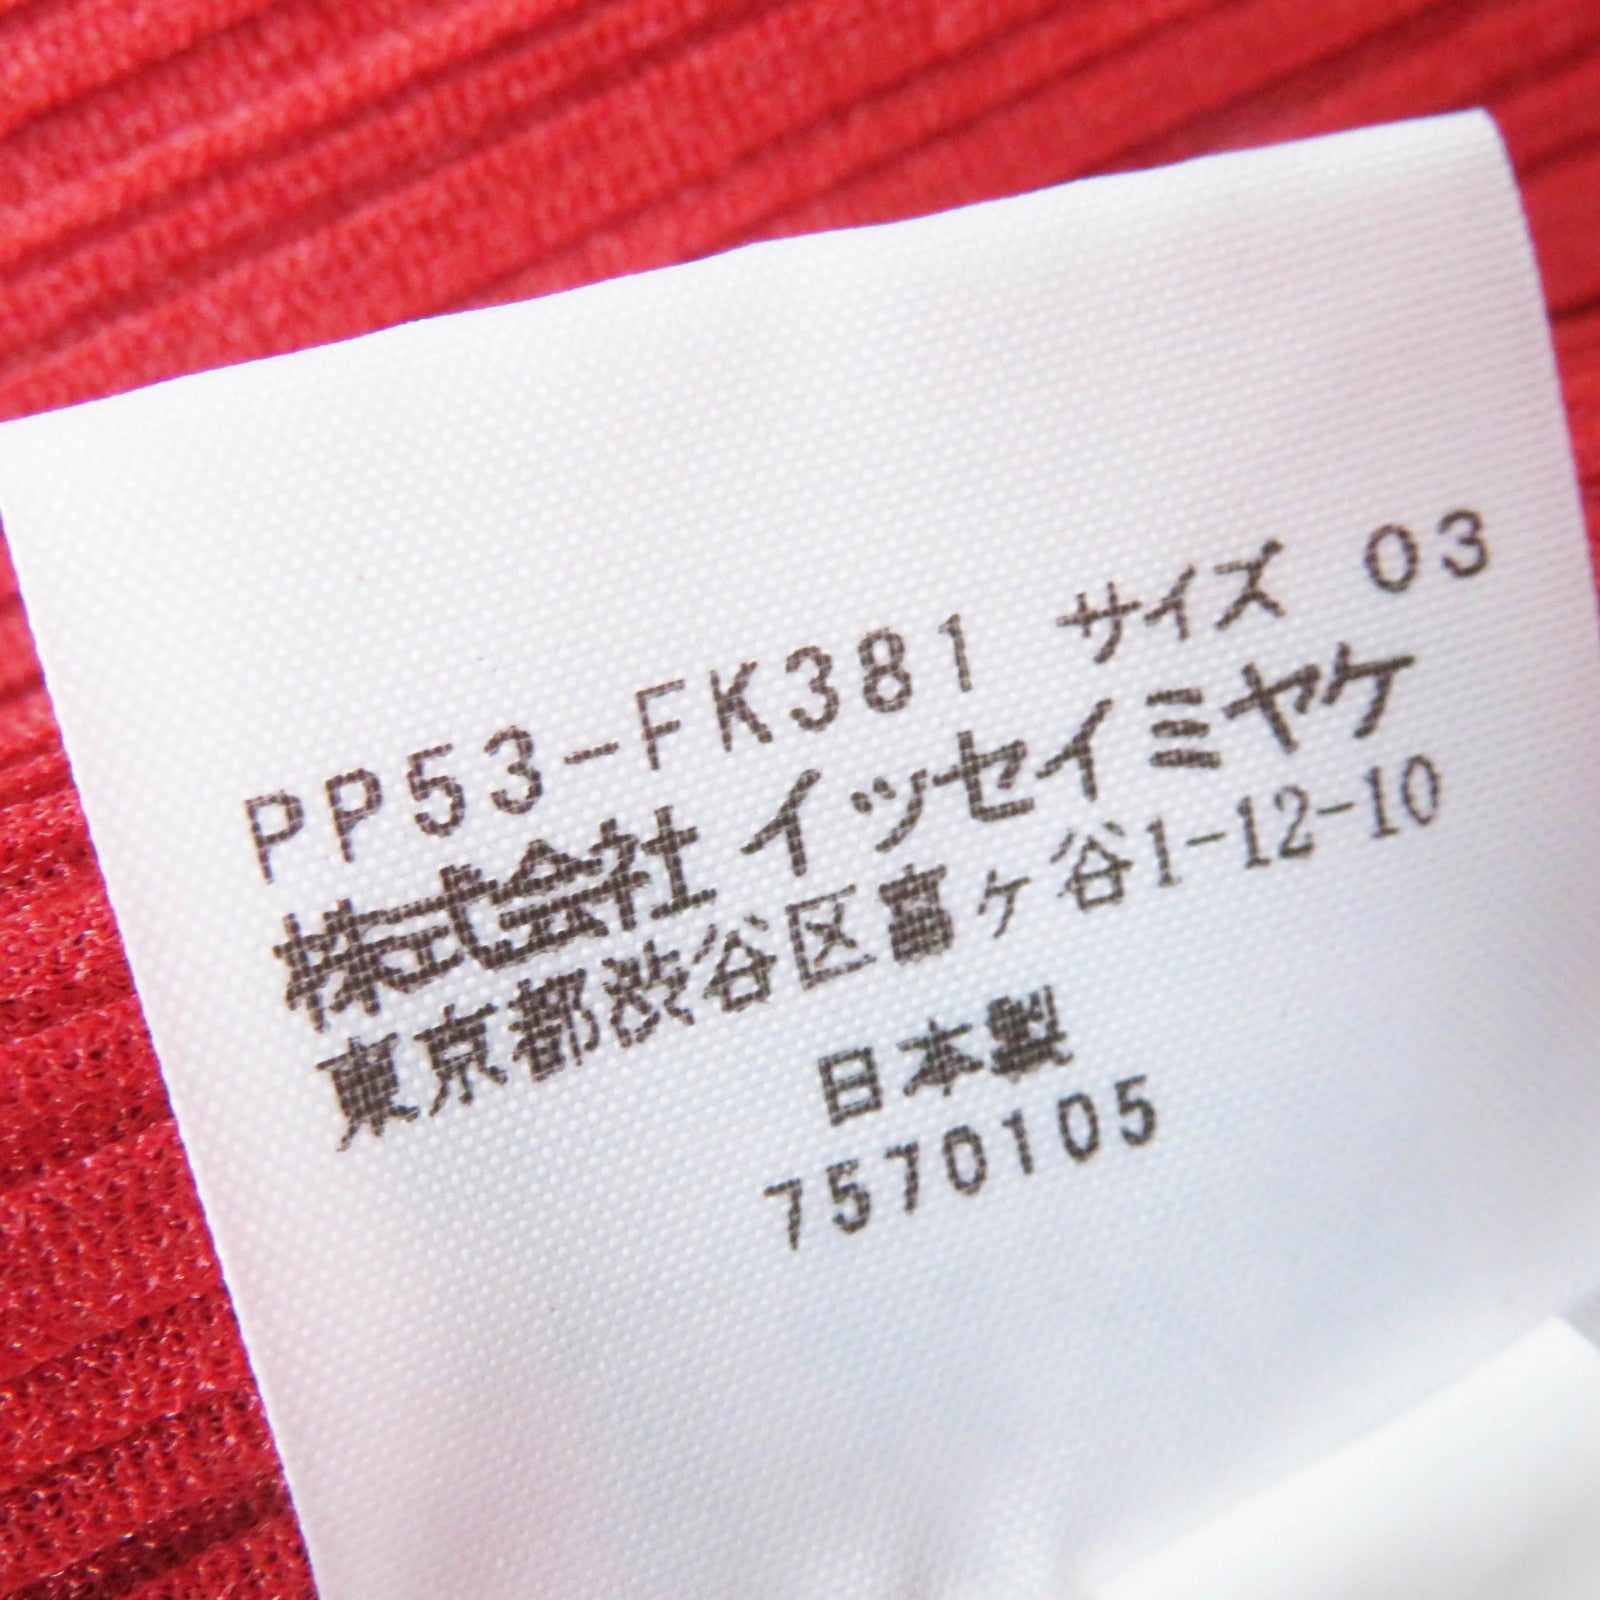 PP53-FK381 サイズ 03
株式会社 イッセイミヤケ
東京都渋谷区富ヶ谷1-12-10
日本製
7570105